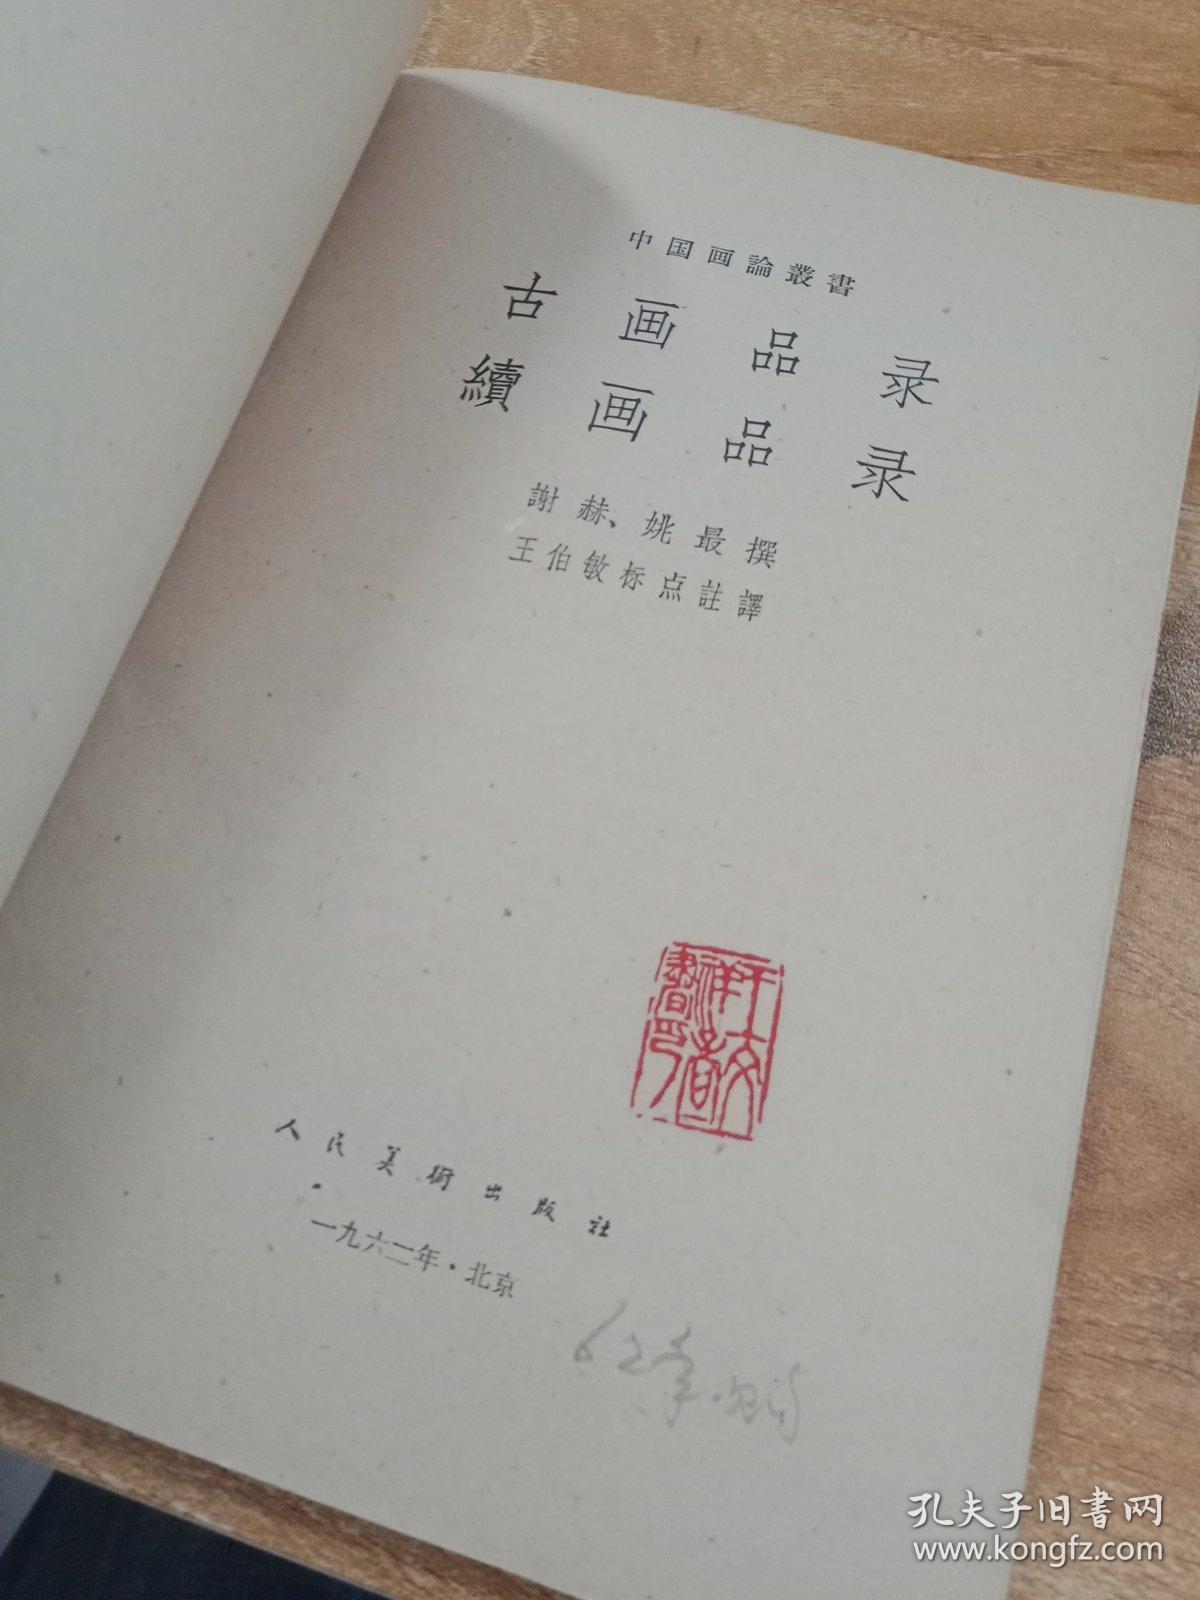 中国画論叢書
古画品录
續画品录
謝赫、姚最撰
王伯敏标点註譯
人民美術出版社
一九六二年·北京
孔夫子旧書网
www.kongfz.com